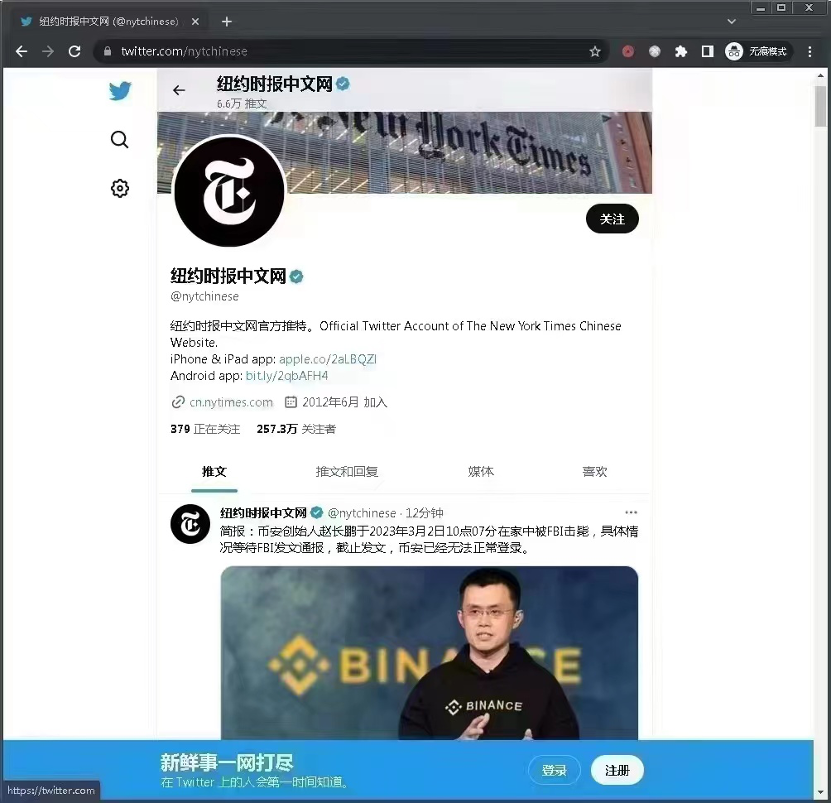 纽约时报中文网 (@nytchinese)
twitter.com/nytchinese
无痕模式
纽约时报中文网
6.6万 推文
New York Times
关注
纽约时报中文网
@nytchinese
纽约时报中文网官方推特。Official Twitter Account of The New York Times Chinese
Website.
iPhone & iPad app: apple.co/2aLBQZI
Android app: bit.ly/2qbAFH4
cn.nytimes.com 2012年6月 加入
379 正在关注 257.3万 关注者
推文 推文和回复 媒体 喜欢
纽约时报中文网 @nytchinese · 12分钟
简报：币安创始人赵长鹏于2023年3月2日10点07分在家中被FBI击毙，具体情
况等待FBI发文通报，截止发文，币安已经无法正常登录。
BINANCE
BINANCE
新鲜事一网打尽
在 Twitter 上的人会第一时间知道。
登录 注册
https://twitter.com